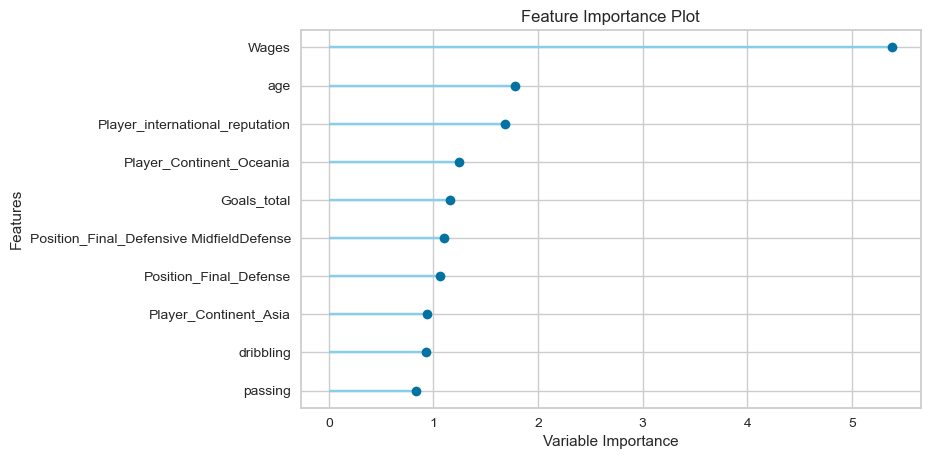 Feature Importance Plot
Features
Wages
age
Player_international_reputation
Player_Continent_Oceania
Goals_total
Position_Final_Defensive MidfieldDefense
Position_Final_Defense
Player_Continent_Asia
dribbling
passing
0 1 2 3 4 5
Variable Importance